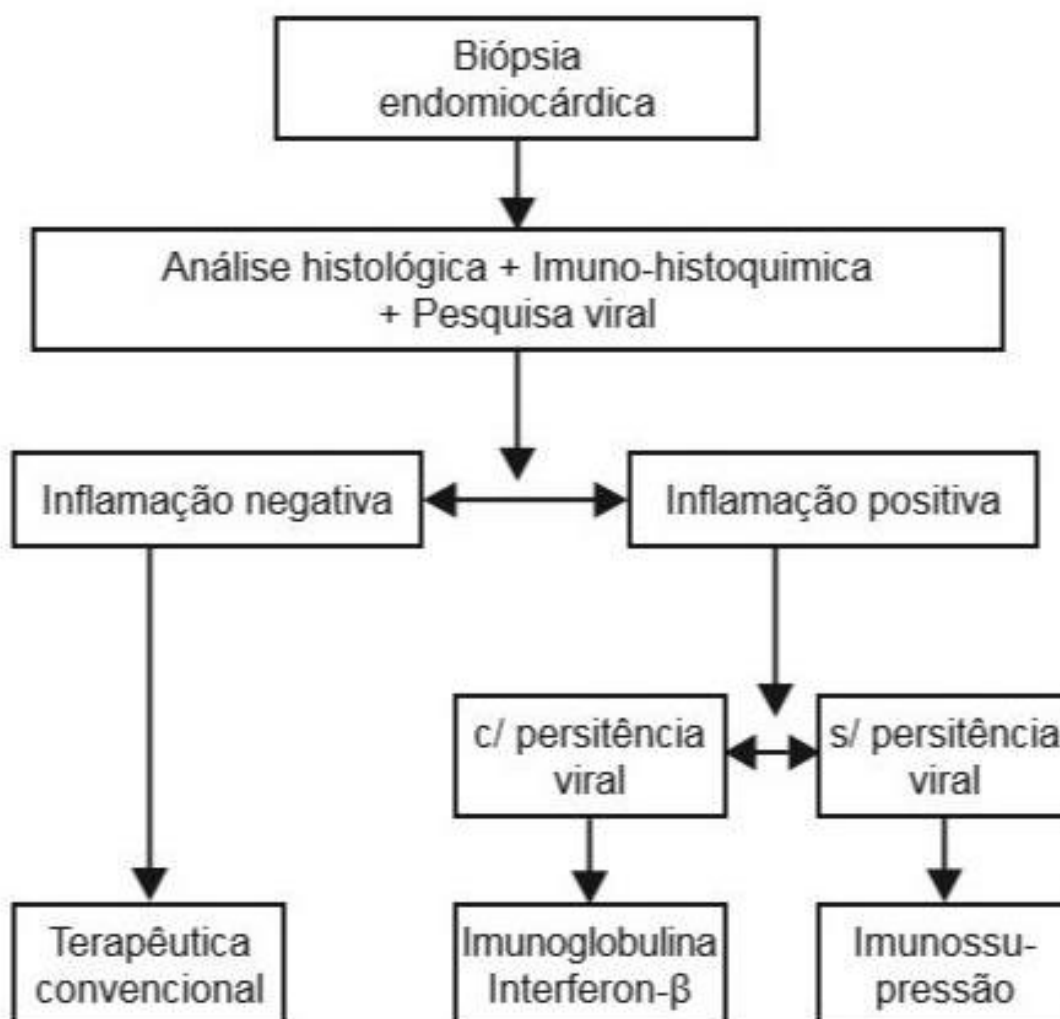 Biópsia
endomiocárdica
Análise histológica + Imuno-histoquimica
+ Pesquisa viral
Inflamação negativa
Inflamação positiva
c/ persitência
viral
s/ persitência
viral
Terapêutica
convencional
Imunoglobulina
Interferon-β
Imunossu-
pressão